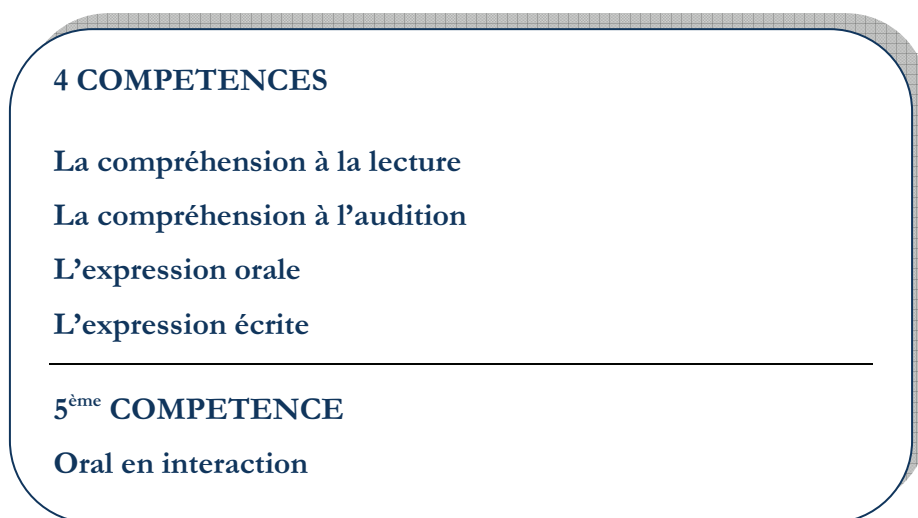 4 COMPETENCES
La compréhension à la lecture
La compréhension à l’audition
L’expression orale
L’expression écrite
5ème COMPETENCE
Oral en interaction